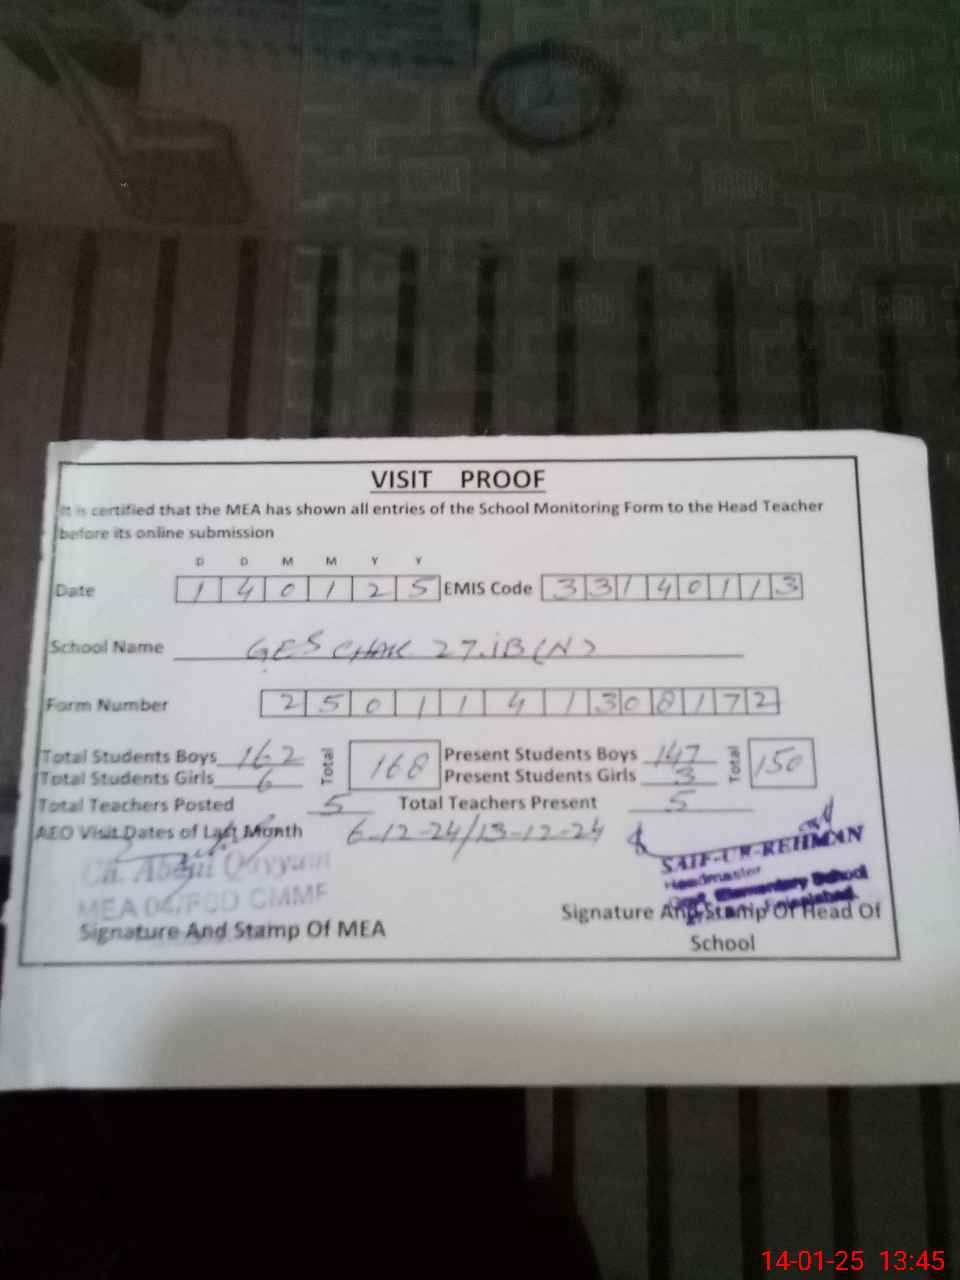 VISIT PROOF
It is certified that the MEA has shown all entries of the School Monitoring Form to the Head Teacher
before its online submission
D D M M Y Y
Date 1 4 0 1 2 5 EMIS Code 3 3 1 4 0 1 1 3
School Name GES CHAK 27.JB (N)
Form Number 2 5 0 1 1 4 1 3 0 8 1 7 2
Total Students Boys 162 Total 168 Present Students Boys 147 Total 150
Total Students Girls 6 Present Students Girls 3
Total Teachers Posted 5 Total Teachers Present 5
AEO Visit Dates of Last Month 6-12-24/13-12-24
Ch. Abdul Qayyum
MEA 04/FSD CMMF
Signature And Stamp Of MEA
SAIF-UR-REHMAN
Headmaster
Govt. Elementary School
Signature And Stamp Of Head Of
School
14-01-25 13:45